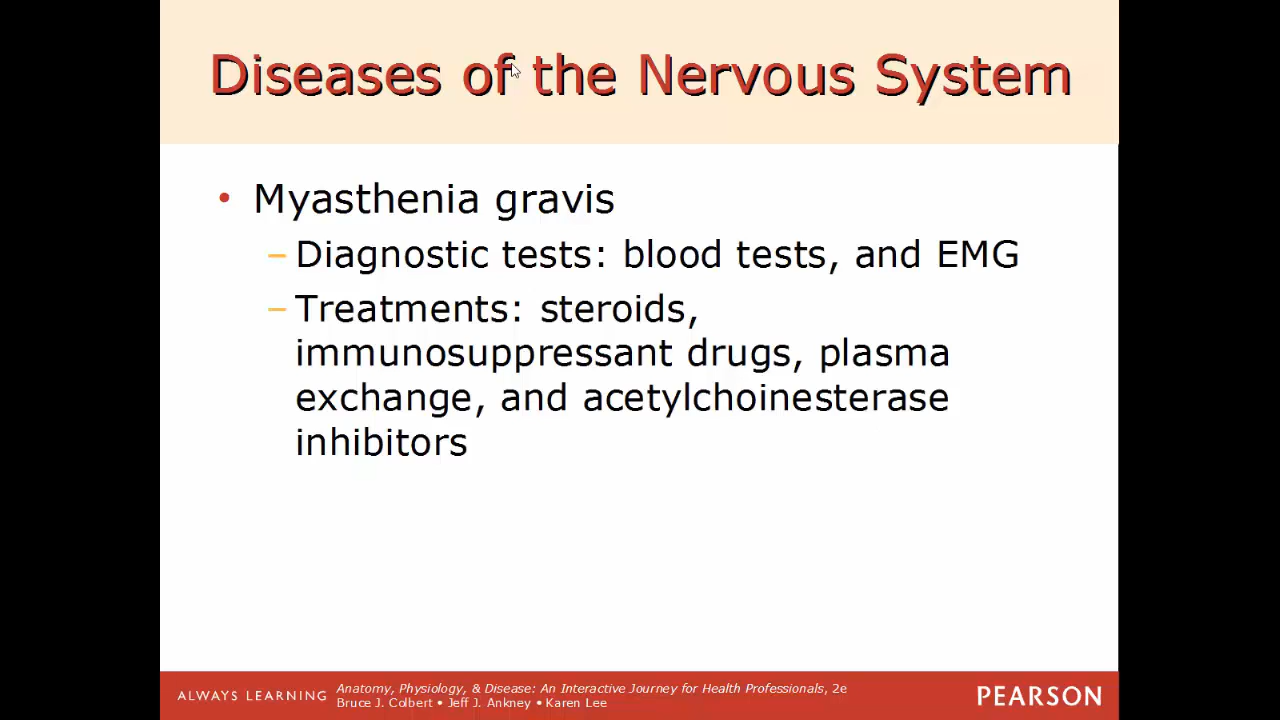 Diseases of the Nervous System
• Myasthenia gravis
– Diagnostic tests: blood tests, and EMG
– Treatments: steroids,
immunosuppressant drugs, plasma
exchange, and acetylchoinesterase
inhibitors
ALWAYS LEARNING
Anatomy, Physiology, & Disease: An Interactive Journey for Health Professionals, 2e
Bruce J. Colbert • Jeff J. Ankney • Karen Lee
PEARSON